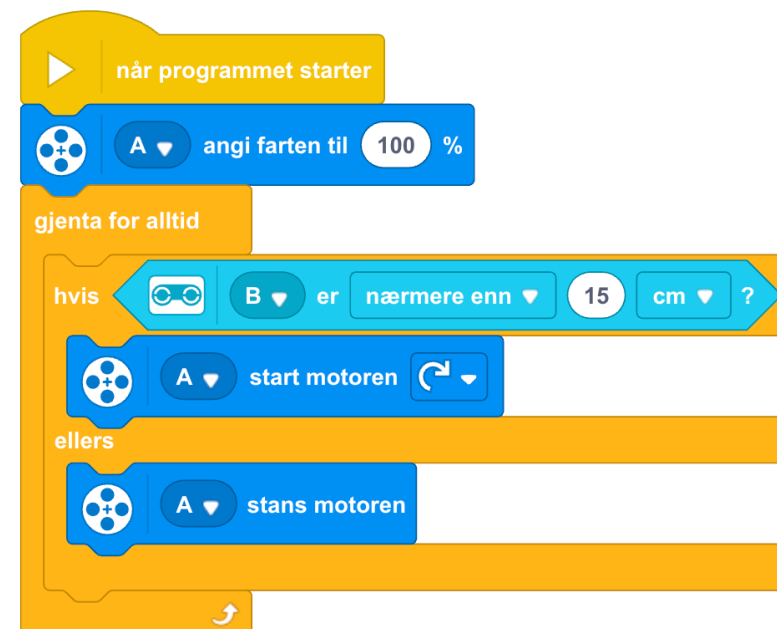 når programmet starter
A angi farten til 100 %
gjenta for alltid
hvis B er nærmere enn 15 cm ?
A start motoren
ellers
A stans motoren